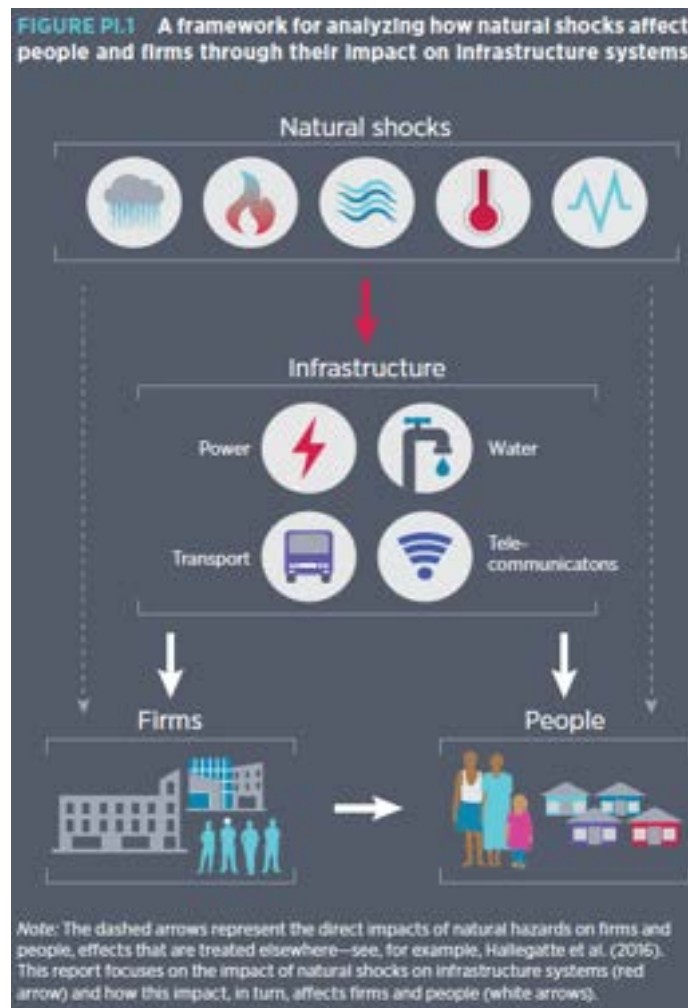 FIGURE PI.1 A framework for analyzing how natural shocks affect
people and firms through their impact on infrastructure systems
Natural shocks
Infrastructure
Power
Water
Transport
Tele-
communicatons
Firms
People
Note: The dashed arrows represent the direct impacts of natural hazards on firms and
people, effects that are treated elsewhere—see, for example, Hallegatte et al. (2016).
This report focuses on the impact of natural shocks on infrastructure systems (red
arrow) and how this impact, in turn, affects firms and people (white arrows).